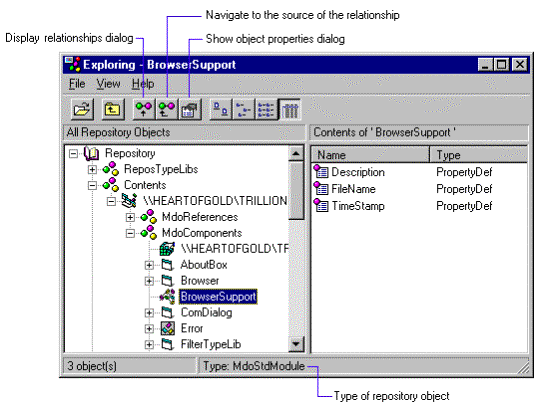 Navigate to the source of the relationship
Display relationships dialog
Show object properties dialog
Exploring - BrowserSupport
File View Help
All Repository Objects
Contents of ' BrowserSupport '
Name Type
Repository
ReposTypeLibs
Contents
\\HEARTOFGOLD\TRILLION
MdoReferences
MdoComponents
\\HEARTOFGOLD\TF
AboutBox
Browser
BrowserSupport
ComDialog
Error
FilterTypeLib
Description PropertyDef
FileName PropertyDef
TimeStamp PropertyDef
3 object(s)
Type: MdoStdModule
Type of repository object